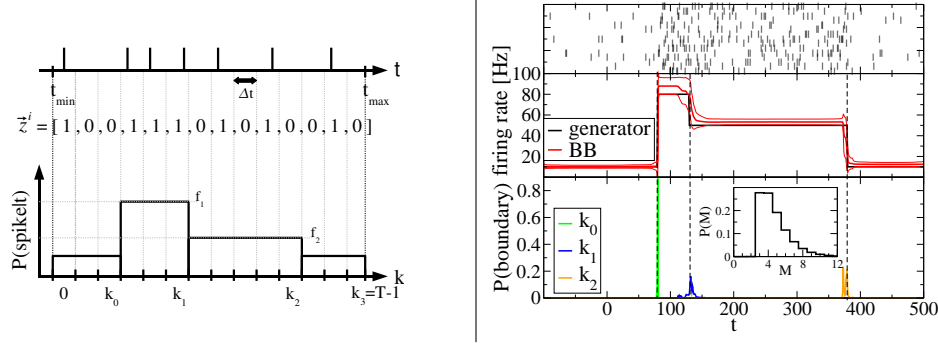 t
t_min
Δt
t_max
z⃗^i = [ 1, 0, 0, 1, 1, 1, 0, 1, 0, 1, 0, 0, 1, 0 ]
P(spike|t)
f_1
f_2
k
0
k_0
k_1
k_2
k_3=T-1
firing rate [Hz]
100
80
60
40
20
generator
BB
P(boundary)
0.8
0.6
0.4
0.2
0
k_0
k_1
k_2
P(M)
0.2
0.1
0
0
4
8
12
M
0
100
200
300
400
500
t